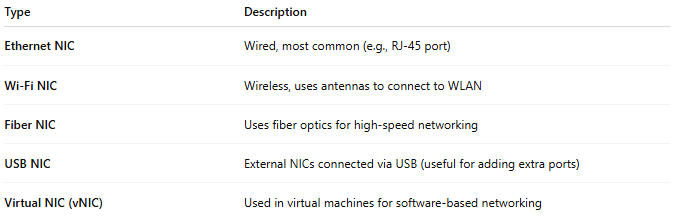 Type Description
Ethernet NIC Wired, most common (e.g., RJ-45 port)
Wi-Fi NIC Wireless, uses antennas to connect to WLAN
Fiber NIC Uses fiber optics for high-speed networking
USB NIC External NICs connected via USB (useful for adding extra ports)
Virtual NIC (vNIC) Used in virtual machines for software-based networking